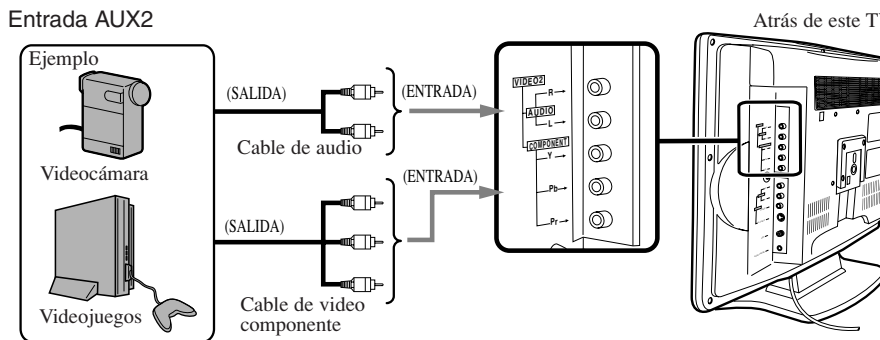 Entrada AUX2
Ejemplo
Videocámara
Videojuegos
(SALIDA)
Cable de audio
(ENTRADA)
(SALIDA)
Cable de video
componente
(ENTRADA)
VIDEO2
R
AUDIO
L
COMPONENT
Y
Pb
Pr
Atrás de este TV